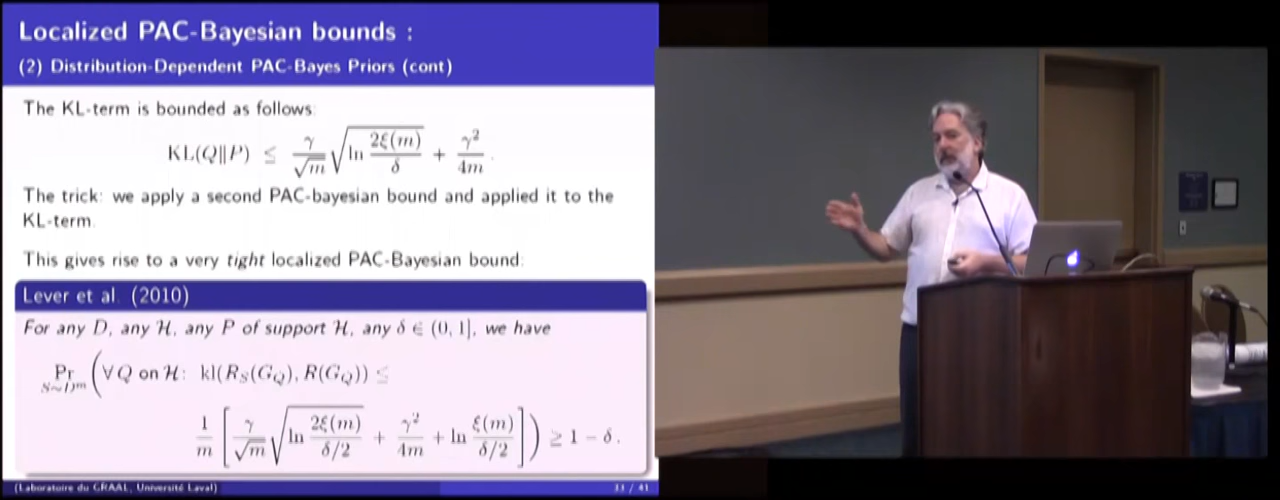 Localized PAC-Bayesian bounds :
(2) Distribution-Dependent PAC-Bayes Priors (cont)
The KL-term is bounded as follows:
KL(Q‖P) ≤ γ/√m √(ln 2ξ(m)/δ) + γ²/4m .
The trick: we apply a second PAC-bayesian bound and applied it to the
KL-term.
This gives rise to a very tight localized PAC-Bayesian bound:
Lever et al. (2010)
For any D, any H, any P of support H, any δ ∈ (0, 1], we have
Pr S∼D^m ( ∀ Q on H: kl(R_S(G_Q), R(G_Q)) ≤
1/m [ γ/√m √(ln 2ξ(m)/(δ/2)) + γ²/4m + ln ξ(m)/(δ/2) ] ) ≥ 1 − δ .
(Laboratoire du GRAAL, Université Laval) 33 / 41